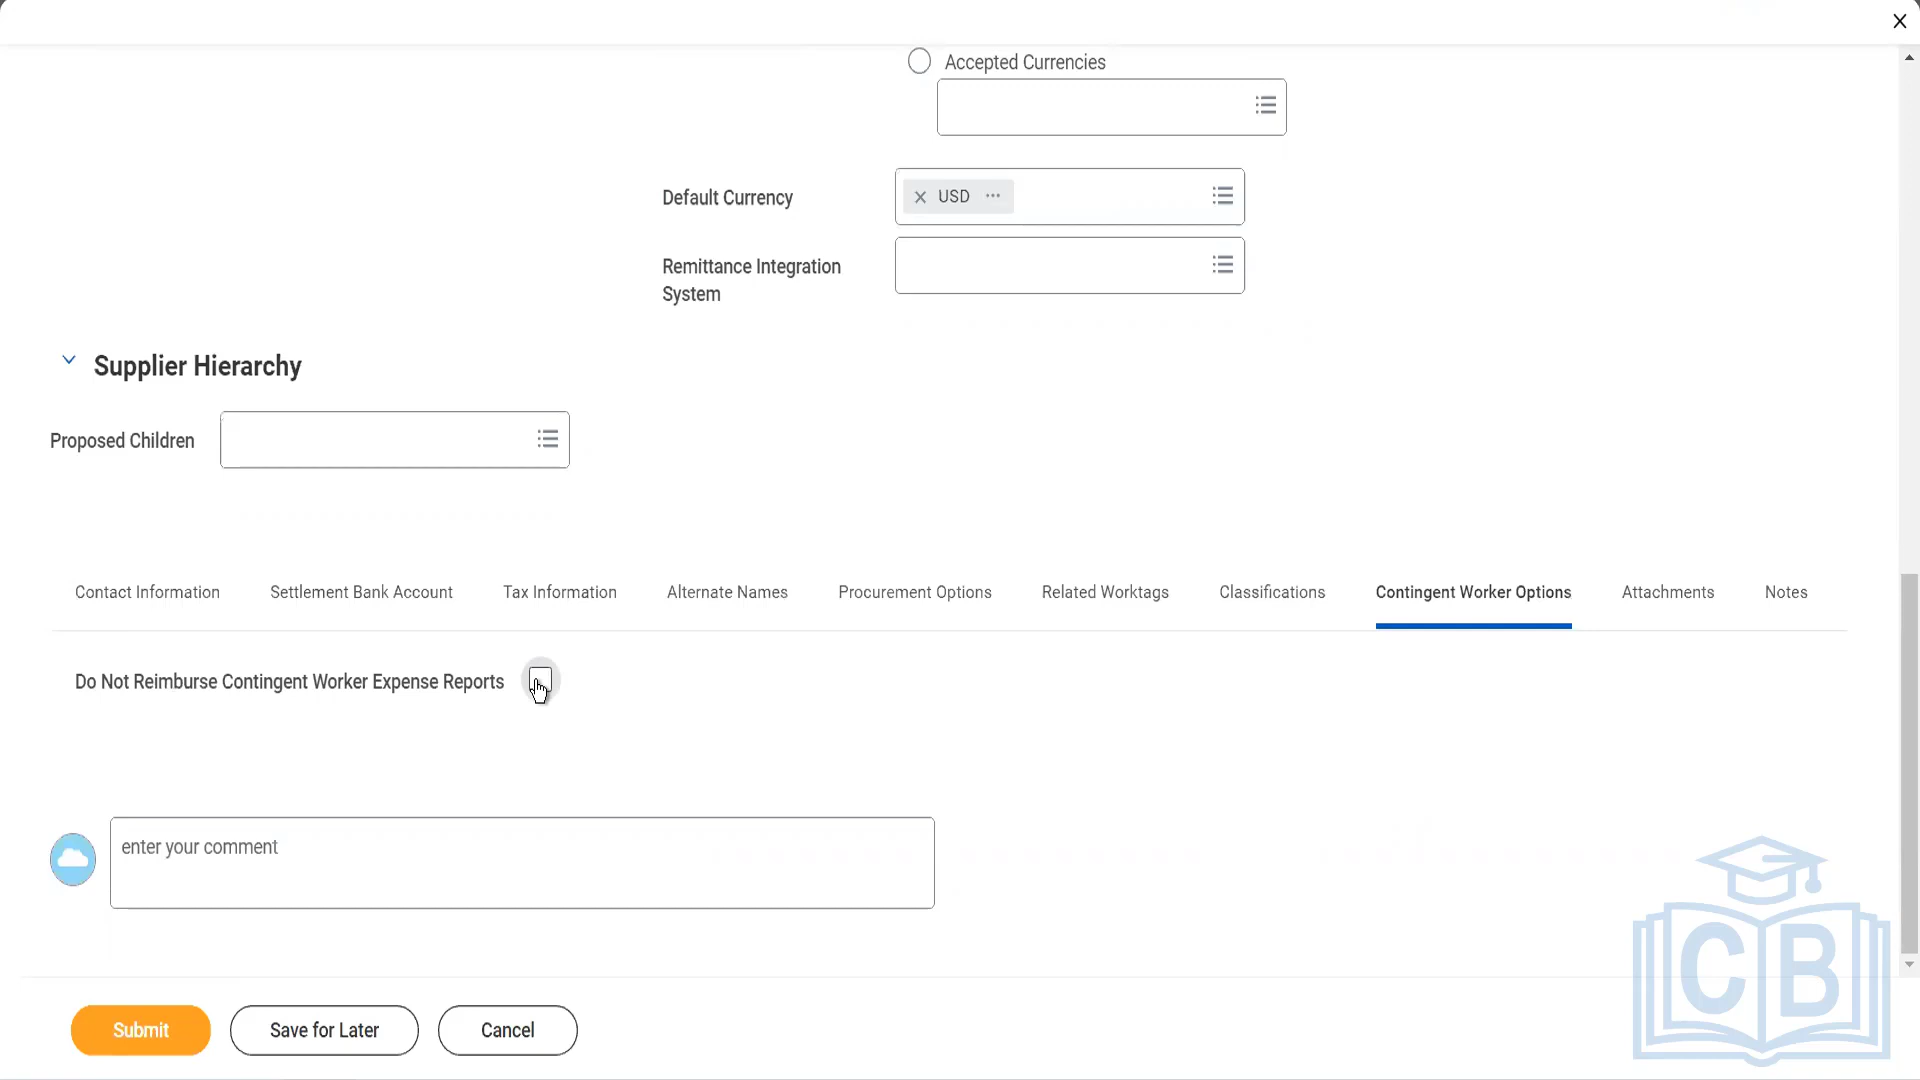 Accepted Currencies
Default Currency
USD
Remittance Integration
System
Supplier Hierarchy
Proposed Children
Contact Information
Settlement Bank Account
Tax Information
Alternate Names
Procurement Options
Related Worktags
Classifications
Contingent Worker Options
Attachments
Notes
Do Not Reimburse Contingent Worker Expense Reports
enter your comment
CB
Submit
Save for Later
Cancel